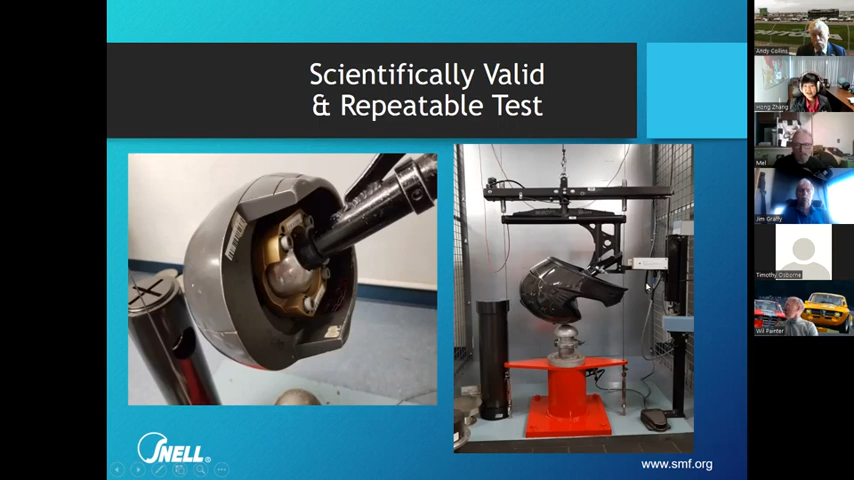 Scientifically Valid
& Repeatable Test
SNELL®
www.smf.org
Andy Collins
Hong Zhang
Mel
Jim Graffy
Timothy Osborne
Wil Painter